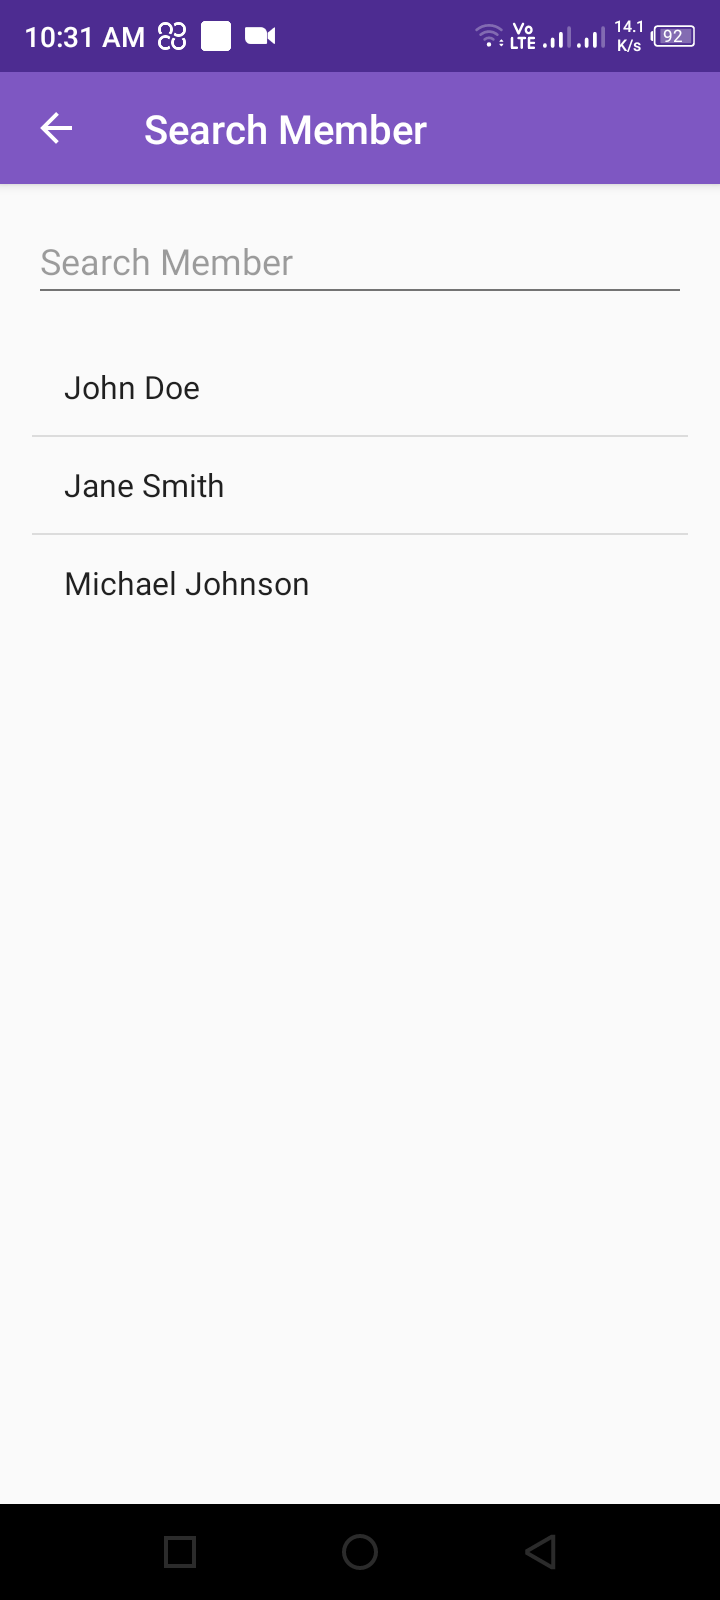 10:31 AM
Vo
LTE
14.1
K/s
92
Search Member
Search Member
John Doe
Jane Smith
Michael Johnson